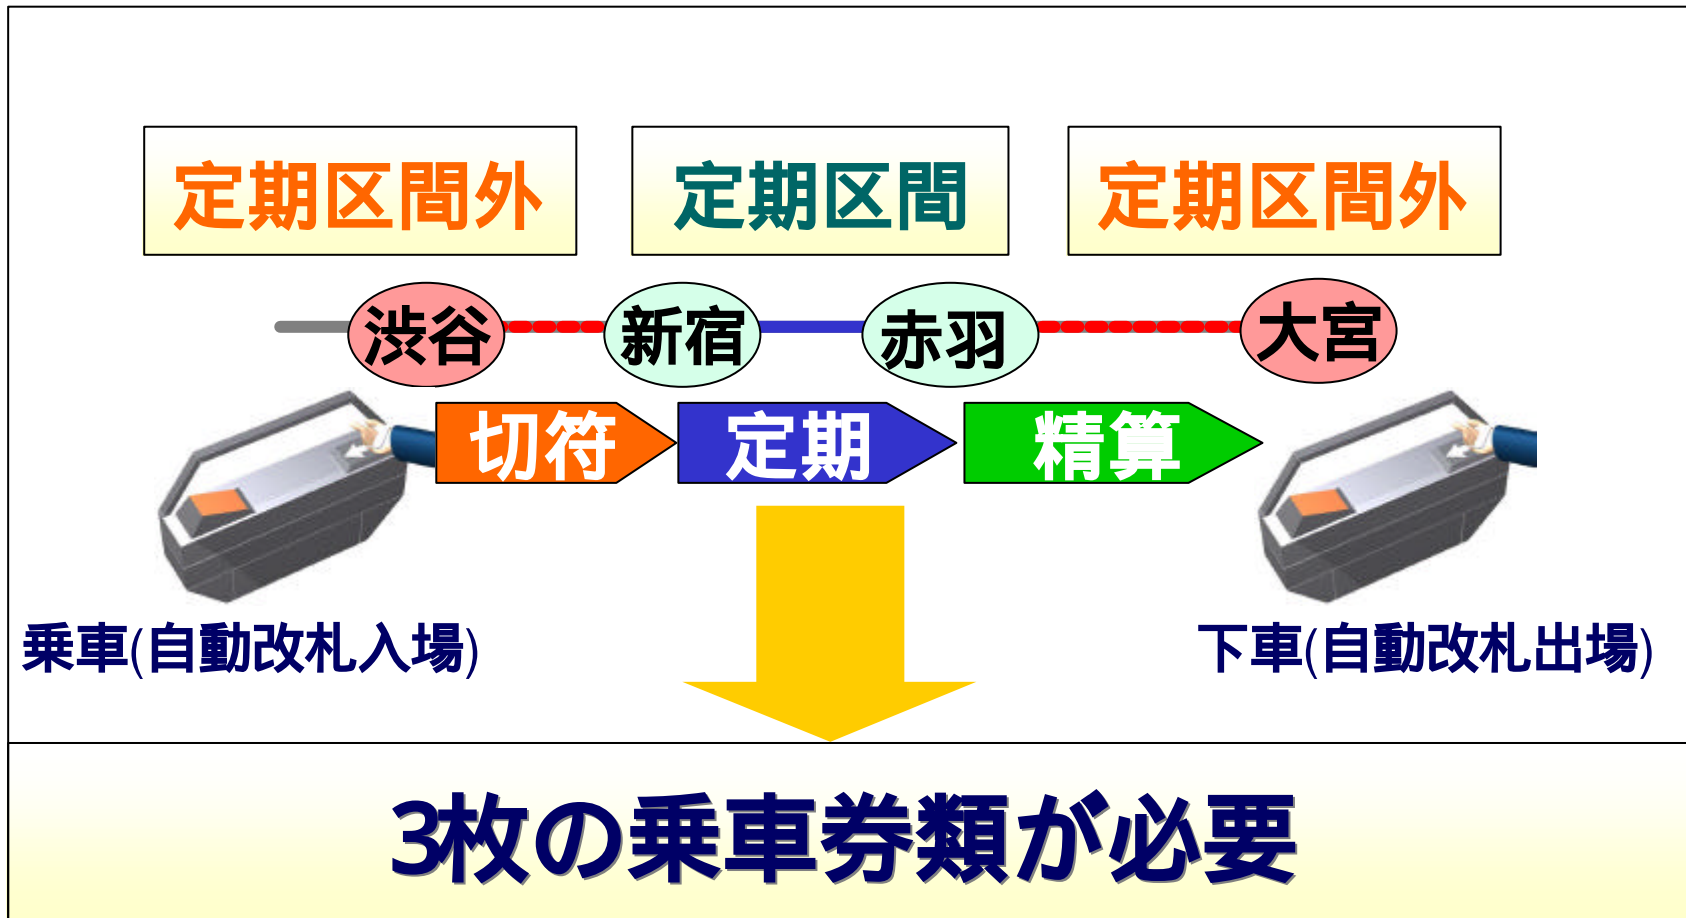 定期区間外
定期区間
定期区間外
渋谷
新宿
赤羽
大宮
切符
定期
精算
乗車(自動改札入場)
下車(自動改札出場)
3枚の乗車券類が必要